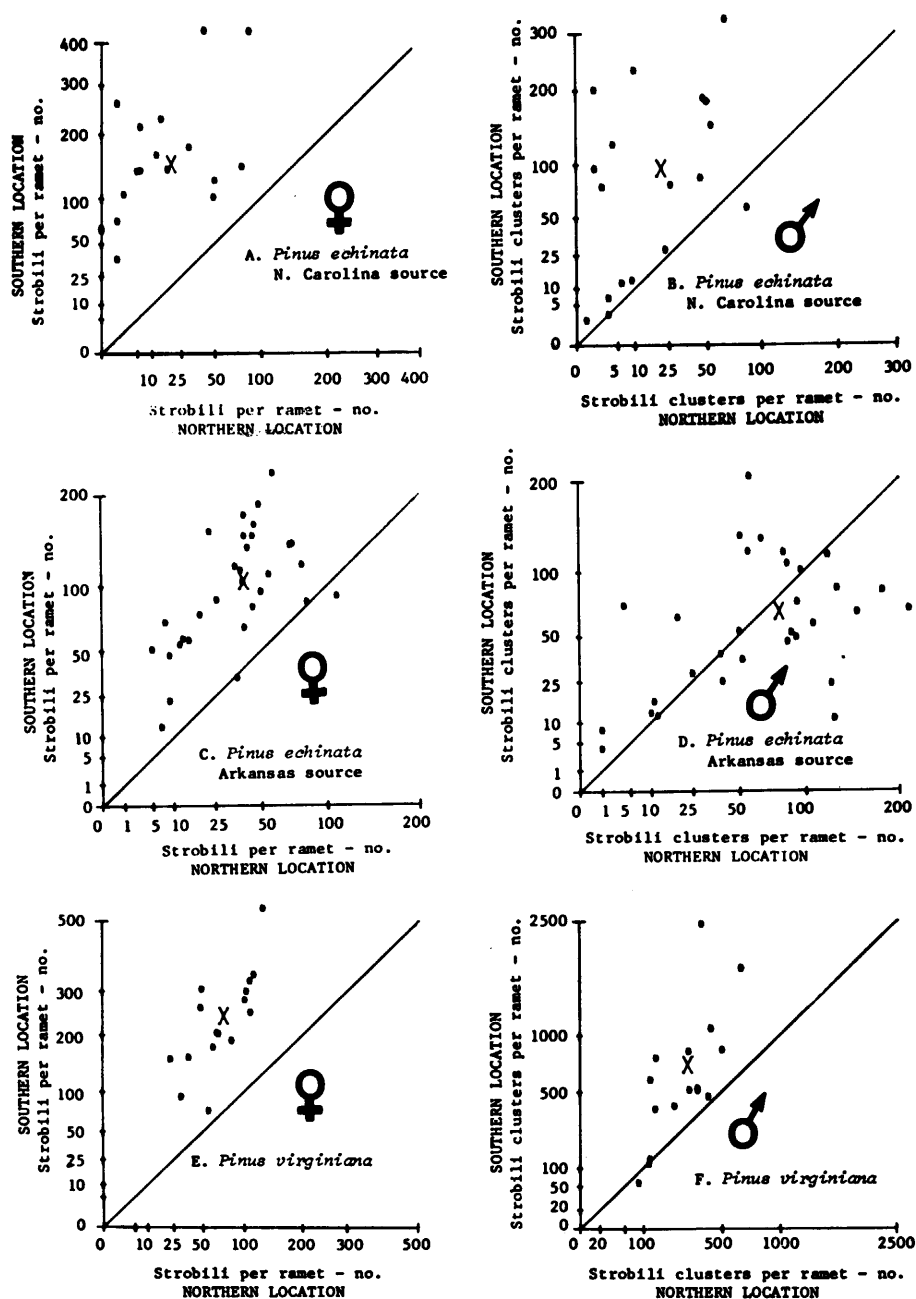 SOUTHERN LOCATION
Strobili per ramet - no.
400
300
200
100
50
25
10
0
10 25 50 100 200 300 400
Strobili per ramet - no.
NORTHERN LOCATION
♀
A. Pinus echinata
N. Carolina source
SOUTHERN LOCATION
Strobili clusters per ramet - no.
300
200
100
50
25
10
5
0
0 5 10 25 50 100 200 300
Strobili clusters per ramet - no.
NORTHERN LOCATION
♂
B. Pinus echinata
N. Carolina source
SOUTHERN LOCATION
Strobili per ramet - no.
200
100
50
25
10
5
1
0
0 1 5 10 25 50 100 200
Strobili per ramet - no.
NORTHERN LOCATION
♀
C. Pinus echinata
Arkansas source
SOUTHERN LOCATION
Strobili clusters per ramet - no.
200
100
50
25
10
5
1
0
0 1 5 10 25 50 100 200
Strobili clusters per ramet - no.
NORTHERN LOCATION
♂
D. Pinus echinata
Arkansas source
SOUTHERN LOCATION
Strobili per ramet - no.
500
300
200
100
50
25
10
0
0 10 25 50 100 200 300 500
Strobili per ramet - no.
NORTHERN LOCATION
♀
E. Pinus virginiana
SOUTHERN LOCATION
Strobili clusters per ramet - no.
2500
1000
500
100
50
20
0
0 20 100 500 1000 2500
Strobili clusters per ramet - no.
NORTHERN LOCATION
♂
F. Pinus virginiana